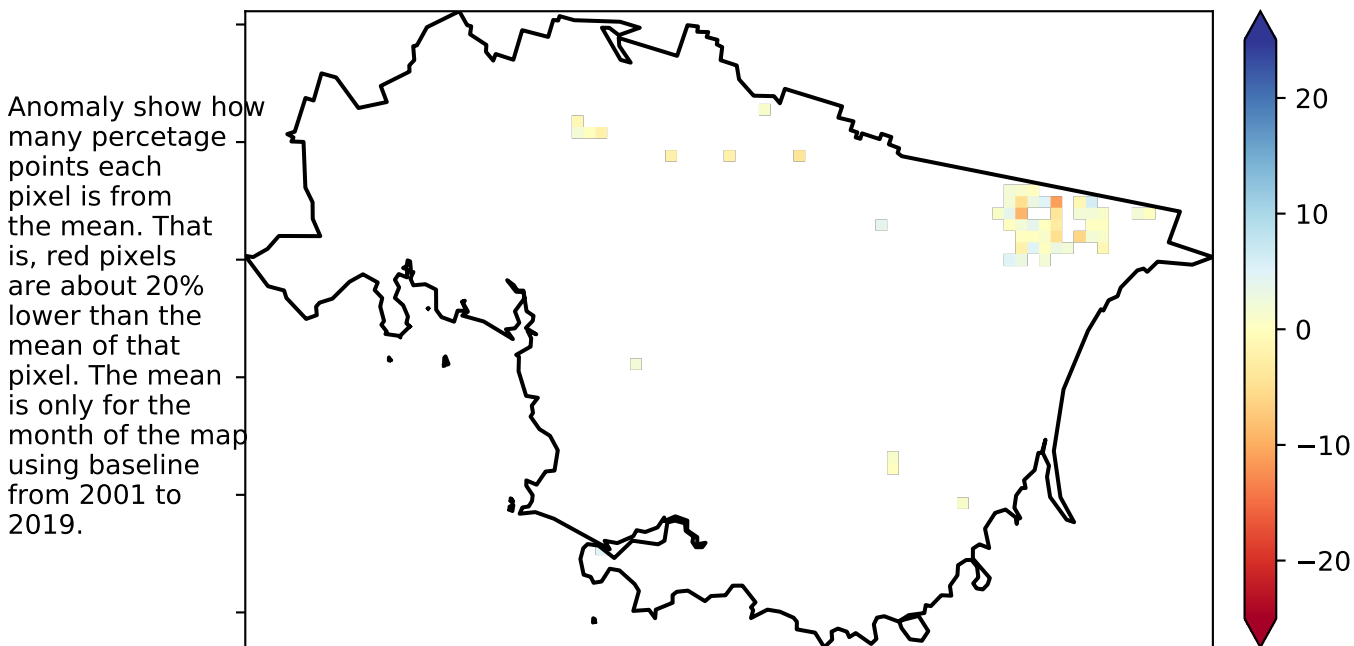 Anomaly show how
many percetage
points each
pixel is from
the mean. That
is, red pixels
are about 20%
lower than the
mean of that
pixel. The mean
is only for the
month of the map
using baseline
from 2001 to
2019.
20
10
0
−10
−20